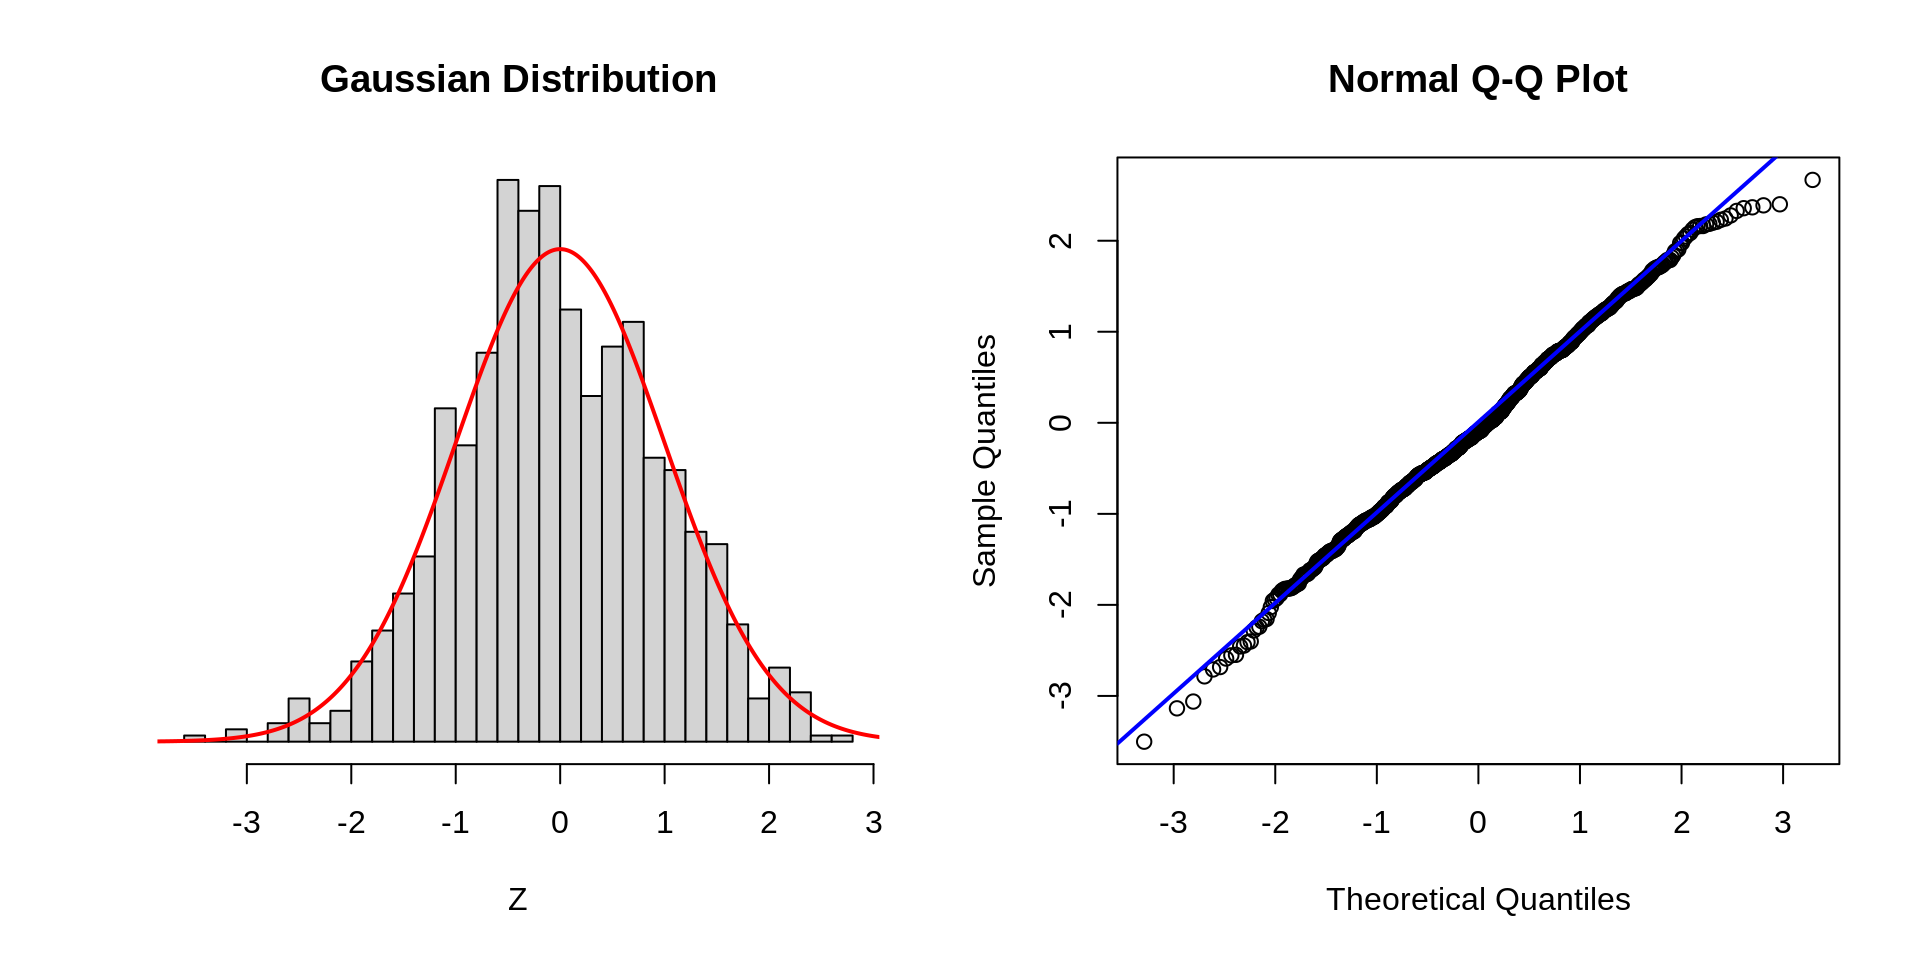 Gaussian Distribution
-3 -2 -1 0 1 2 3
Z
Normal Q-Q Plot
Sample Quantiles
2
1
0
-1
-2
-3
-3 -2 -1 0 1 2 3
Theoretical Quantiles